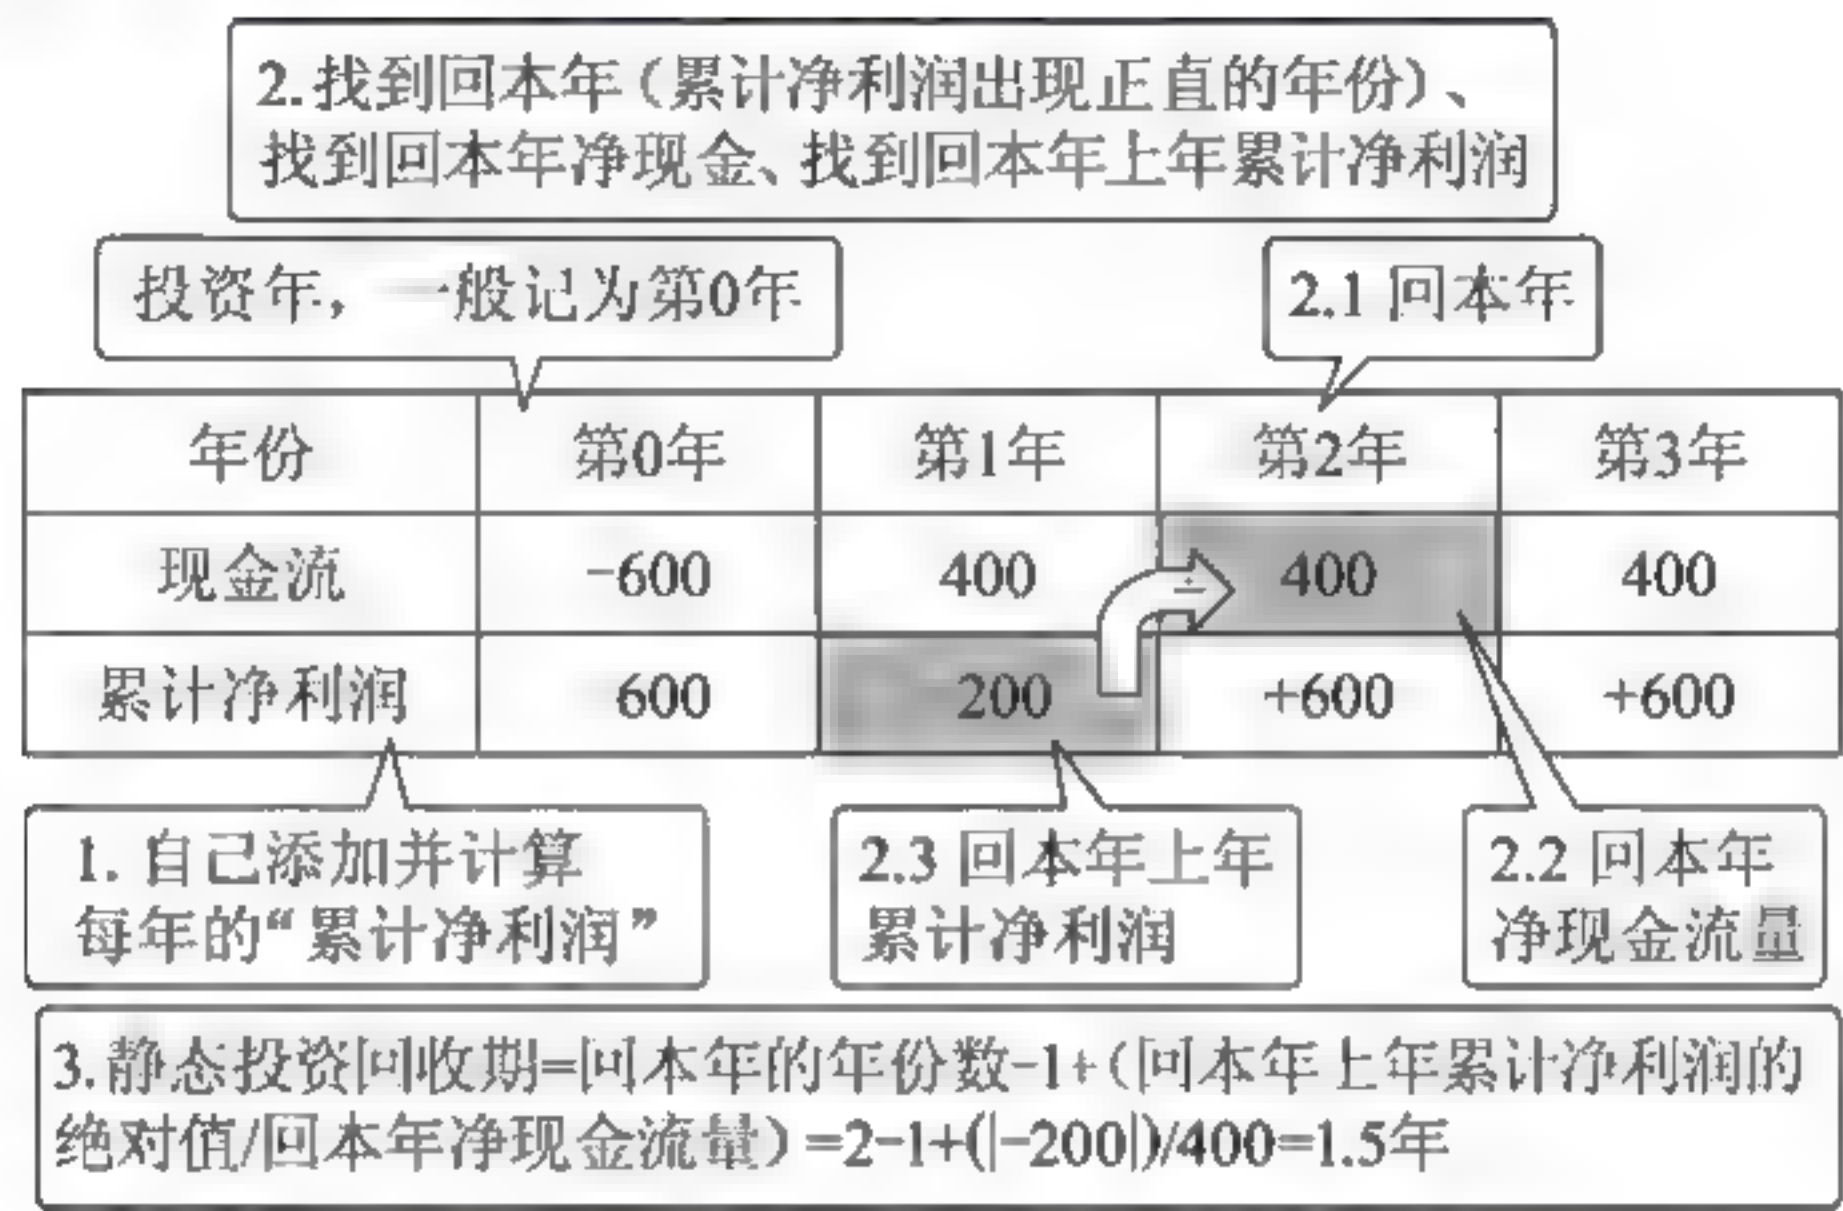 2.找到回本年（累计净利润出现正直的年份）、
找到回本年净现金、找到回本年上年累计净利润
投资年，一般记为第0年
2.1 回本年
年份 第0年 第1年 第2年 第3年
现金流 -600 400 400 400
累计净利润 600 200 +600 +600
1. 自己添加并计算
每年的“累计净利润”
2.3 回本年上年
累计净利润
2.2 回本年
净现金流量
3.静态投资回收期=回本年的年份数-1+（回本年上年累计净利润的
绝对值/回本年净现金流量）=2-1+(|-200|)/400=1.5年